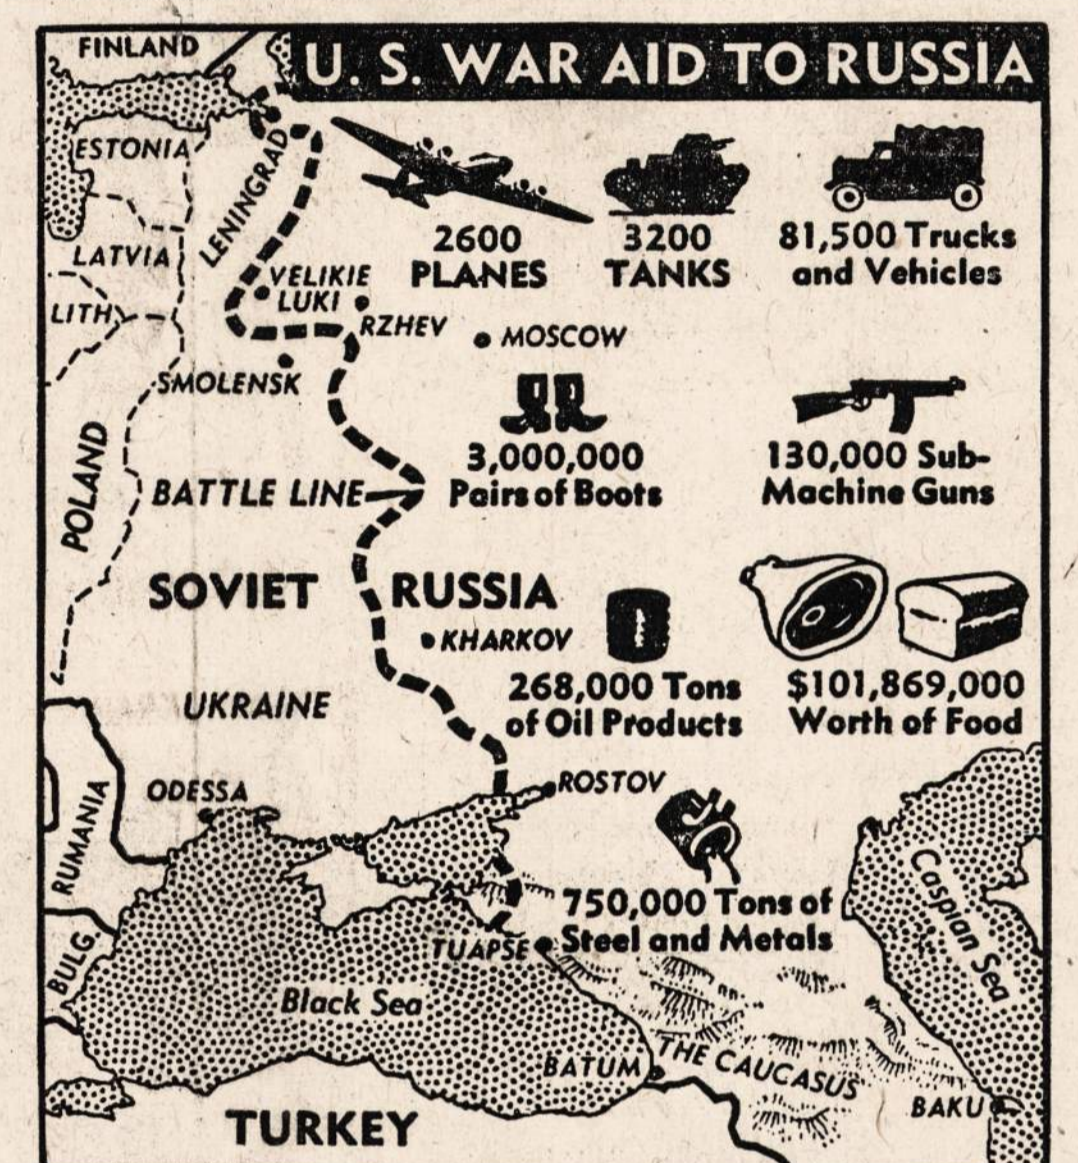 FINLAND
U. S. WAR AID TO RUSSIA
ESTONIA
LENINGRAD
LATVIA
LITH.
2600
PLANES
3200
TANKS
81,500 Trucks
and Vehicles
VELIKIE
LUKI
RZHEV
MOSCOW
SMOLENSK
POLAND
BATTLE LINE
3,000,000
Pairs of Boots
130,000 Sub-
Machine Guns
SOVIET RUSSIA
KHARKOV
UKRAINE
268,000 Tons
of Oil Products
$101,869,000
Worth of Food
ODESSA
ROSTOV
RUMANIA
750,000 Tons of
Steel and Metals
Caspian Sea
BULG.
TUAPSE
Black Sea
BATUM
THE CAUCASUS
BAKU
TURKEY